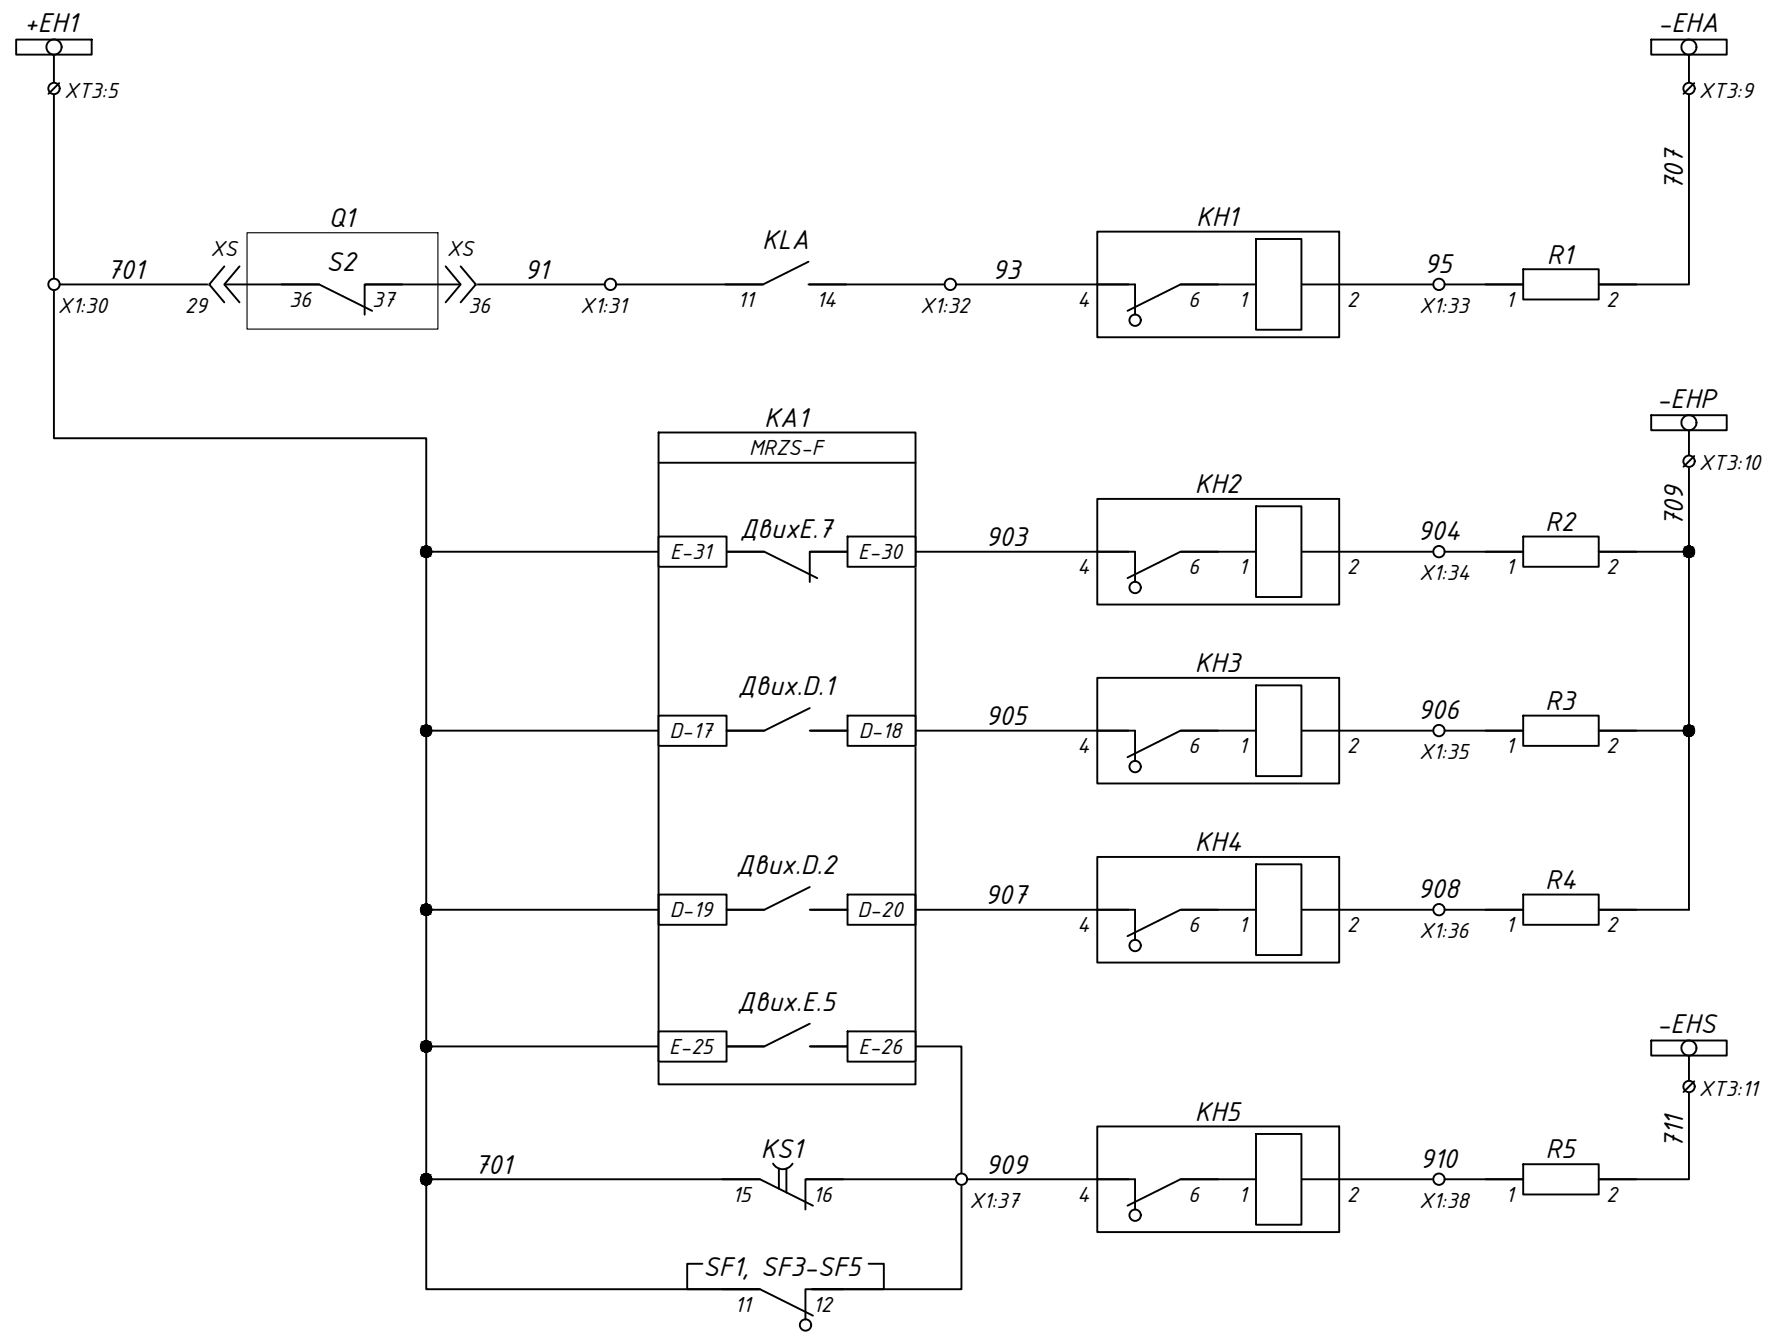 +EH1
-EHA
XT3:5
XT3:9
707
Q1
KH1
XS
S2
XS
KLA
701
91
93
95
R1
X1:30
29
36
37
36
X1:31
11
14
X1:32
4
6
1
2
X1:33
1
2
-EHP
KA1
MRZS-F
XT3:10
709
KH2
ДвихE.7
903
904
R2
E-31
E-30
4
6
1
2
X1:34
1
2
KH3
Двих.D.1
905
906
R3
D-17
D-18
4
6
1
2
X1:35
1
2
KH4
Двих.D.2
907
908
R4
D-19
D-20
4
6
1
2
X1:36
1
2
Двих.E.5
E-25
E-26
-EHS
XT3:11
711
KH5
701
KS1
909
910
R5
15
16
X1:37
4
6
1
2
X1:38
1
2
SF1, SF3-SF5
11
12